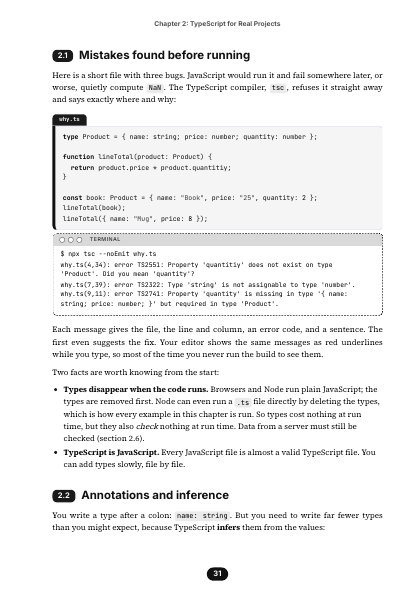 Chapter 2: TypeScript for Real Projects
2.1 Mistakes found before running
Here is a short file with three bugs. JavaScript would run it and fail somewhere later, or
worse, quietly compute NaN. The TypeScript compiler, tsc, refuses it straight away
and says exactly where and why:
why.ts
type Product = { name: string; price: number; quantity: number };
function lineTotal(product: Product) {
return product.price * product.quantitiy;
}
const book: Product = { name: "Book", price: "25", quantity: 2 };
lineTotal(book);
lineTotal({ name: "Mug", price: 8 });
TERMINAL
$ npx tsc --noEmit why.ts
why.ts(4,34): error TS2551: Property 'quantitiy' does not exist on type
'Product'. Did you mean 'quantity'?
why.ts(7,39): error TS2322: Type 'string' is not assignable to type 'number'.
why.ts(9,11): error TS2741: Property 'quantity' is missing in type '{ name:
string; price: number; }' but required in type 'Product'.
Each message gives the file, the line and column, an error code, and a sentence. The
first even suggests the fix. Your editor shows the same messages as red underlines
while you type, so most of the time you never run the build to see them.
Two facts are worth knowing from the start:
• Types disappear when the code runs. Browsers and Node run plain JavaScript; the
types are removed first. Node can even run a .ts file directly by deleting the types,
which is how every example in this chapter is run. So types cost nothing at run
time, but they also check nothing at run time. Data from a server must still be
checked (section 2.6).
• TypeScript is JavaScript. Every JavaScript file is almost a valid TypeScript file. You
can add types slowly, file by file.
2.2 Annotations and inference
You write a type after a colon: name: string. But you need to write far fewer types
than you might expect, because TypeScript infers them from the values:
31